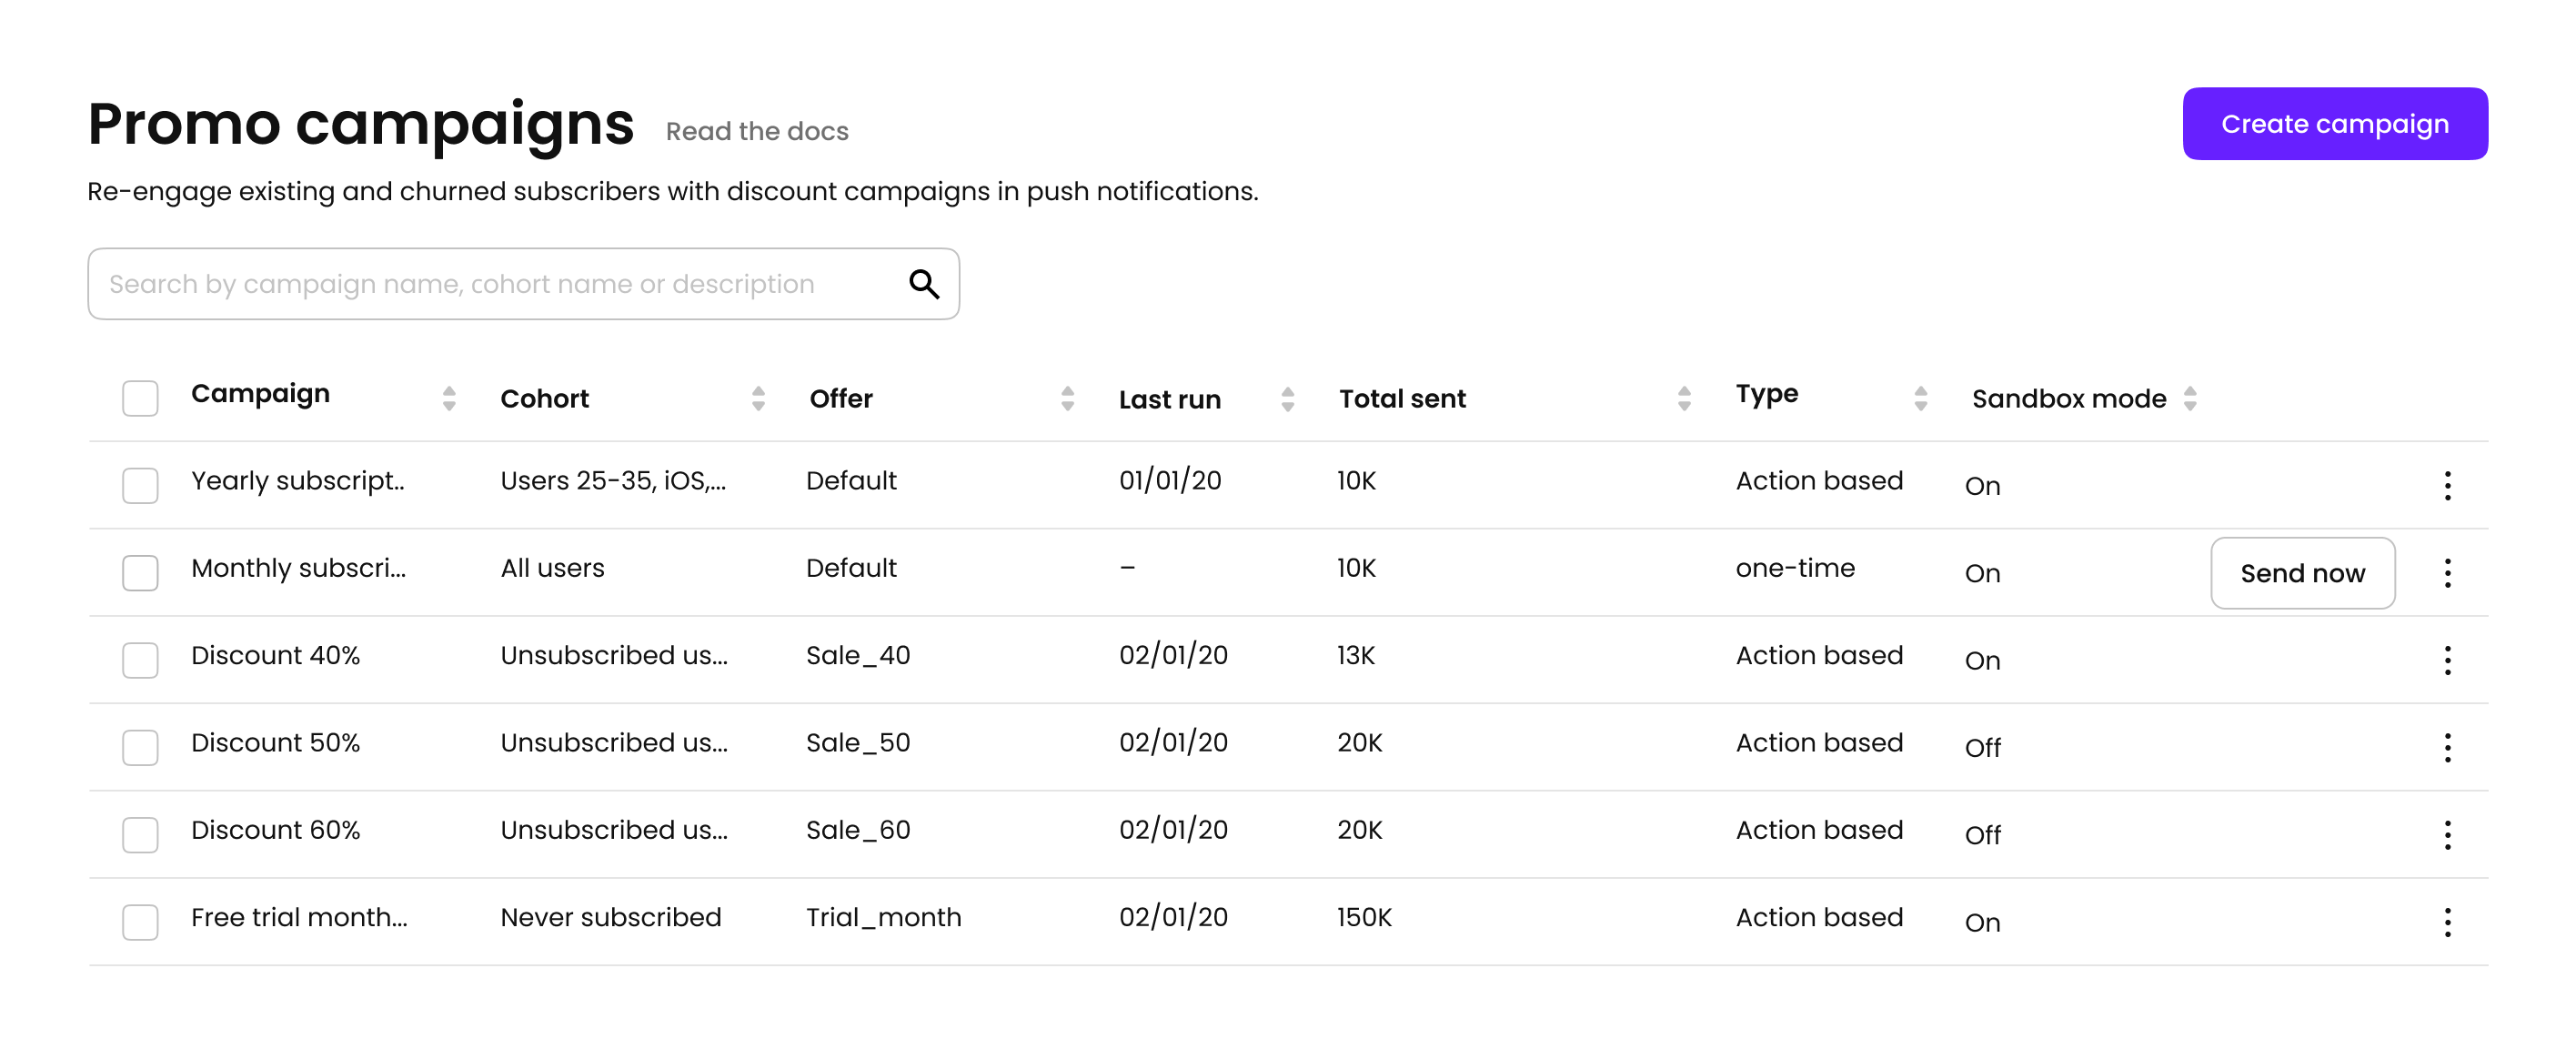 Promo campaigns Read the docs Create campaign
Re-engage existing and churned subscribers with discount campaigns in push notifications.
Search by campaign name, cohort name or description
Campaign Cohort Offer Last run Total sent Type Sandbox mode
Yearly subscript.. Users 25-35, iOS,... Default 01/01/20 10K Action based On
Monthly subscri... All users Default – 10K one-time On Send now
Discount 40% Unsubscribed us... Sale_40 02/01/20 13K Action based On
Discount 50% Unsubscribed us... Sale_50 02/01/20 20K Action based Off
Discount 60% Unsubscribed us... Sale_60 02/01/20 20K Action based Off
Free trial month... Never subscribed Trial_month 02/01/20 150K Action based On